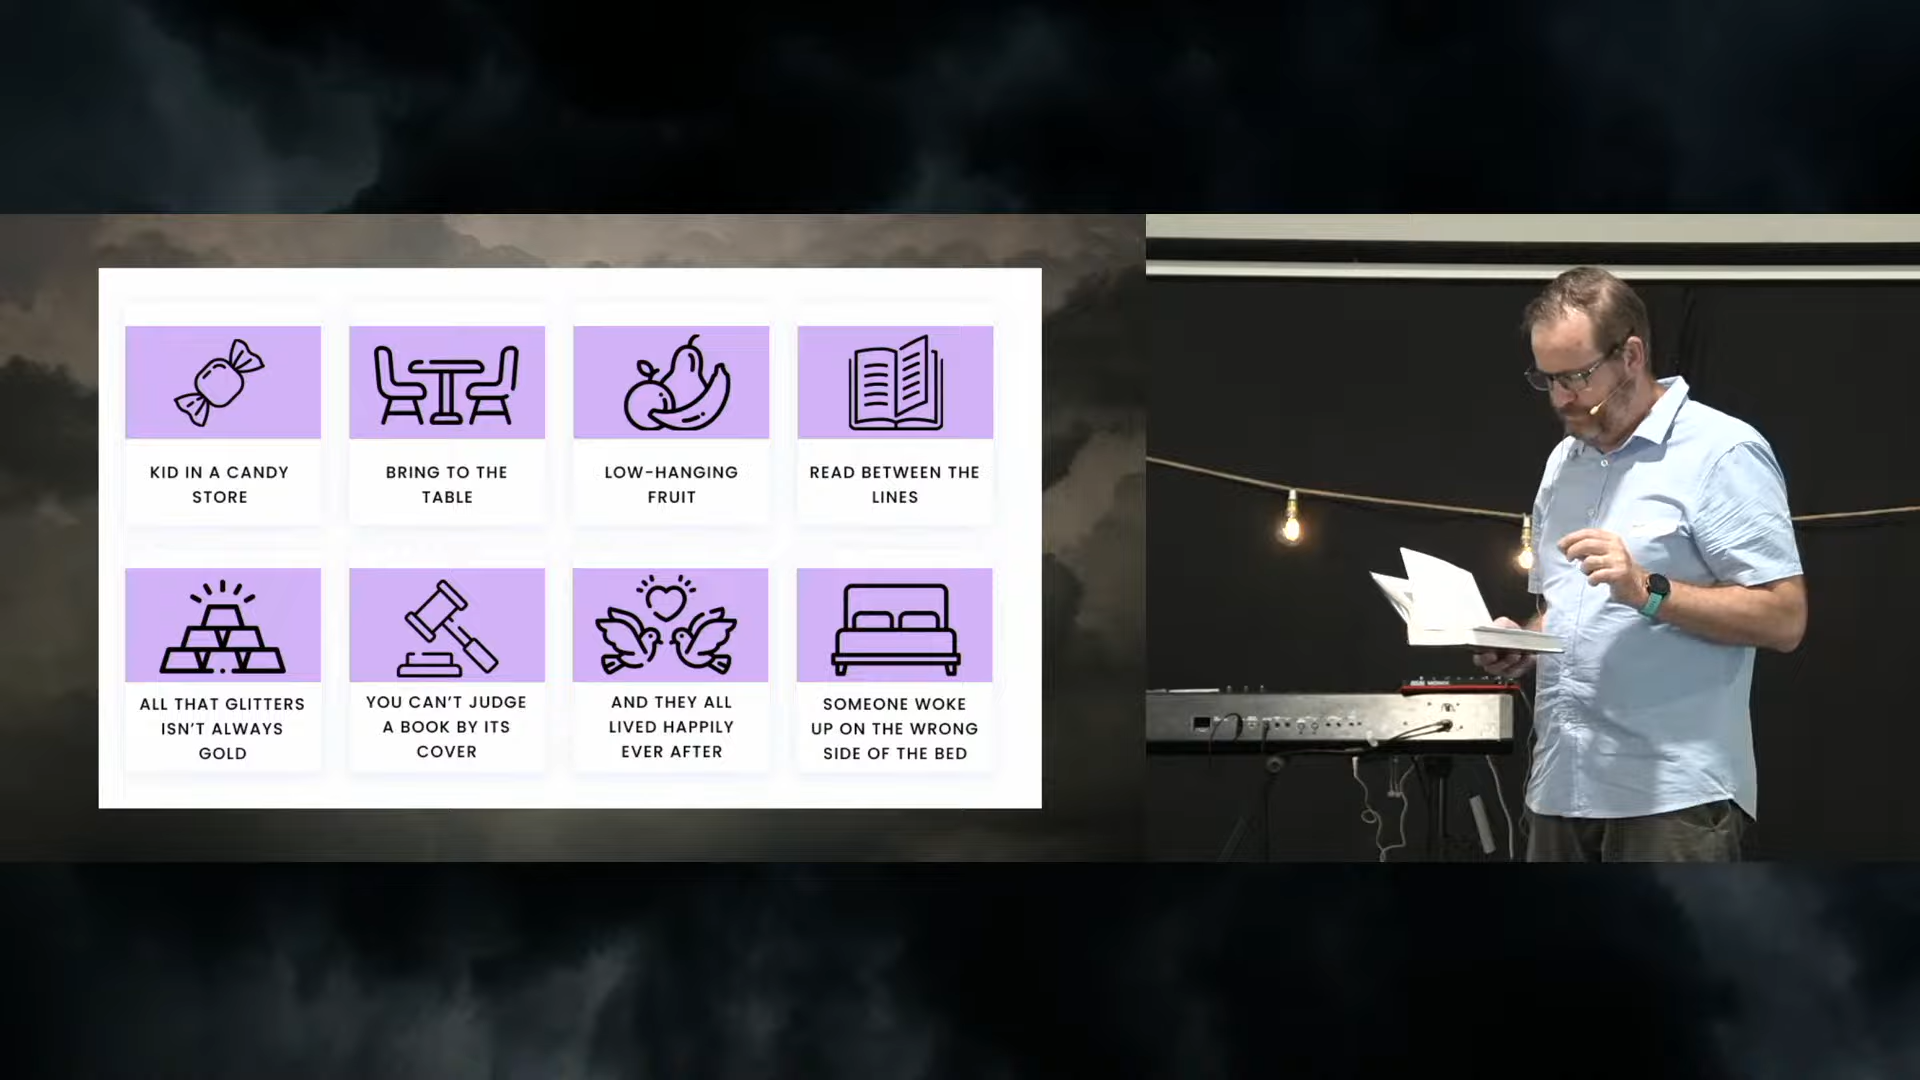 KID IN A CANDY
STORE
BRING TO THE
TABLE
LOW-HANGING
FRUIT
READ BETWEEN THE
LINES
ALL THAT GLITTERS
ISN'T ALWAYS
GOLD
YOU CAN'T JUDGE
A BOOK BY ITS
COVER
AND THEY ALL
LIVED HAPPILY
EVER AFTER
SOMEONE WOKE
UP ON THE WRONG
SIDE OF THE BED